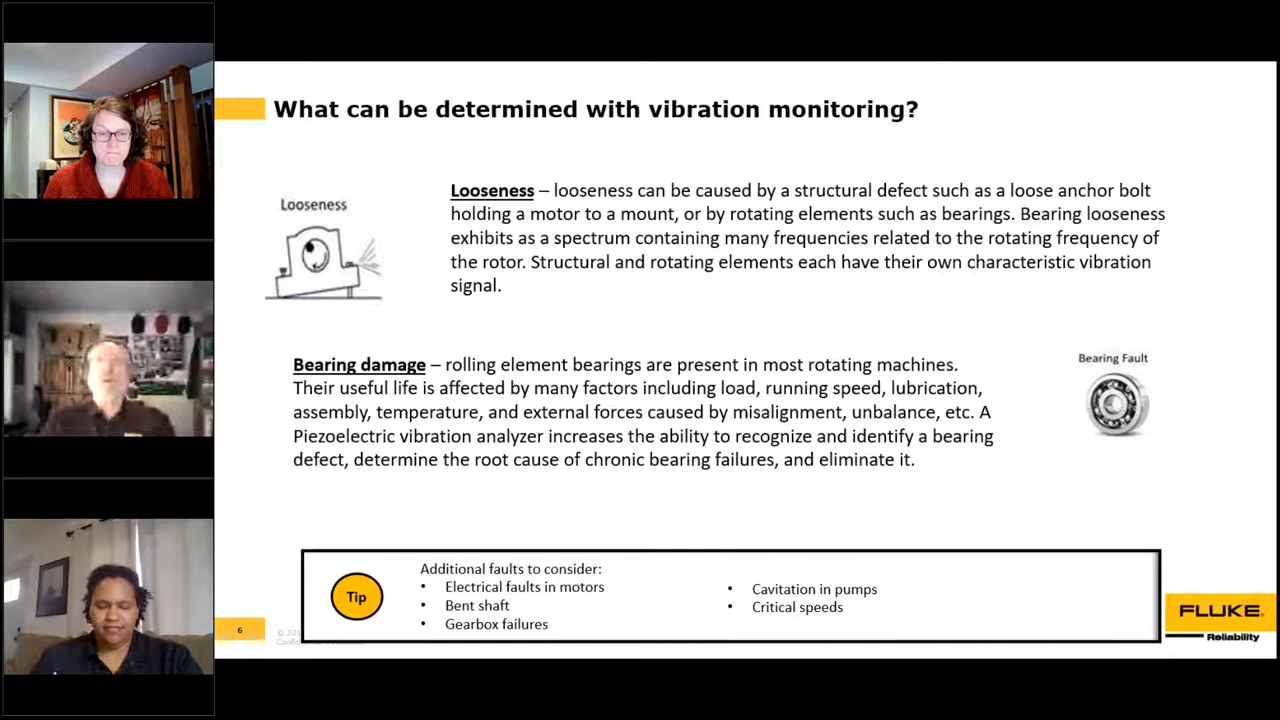 What can be determined with vibration monitoring?
Looseness
Looseness – looseness can be caused by a structural defect such as a loose anchor bolt
holding a motor to a mount, or by rotating elements such as bearings. Bearing looseness
exhibits as a spectrum containing many frequencies related to the rotating frequency of
the rotor. Structural and rotating elements each have their own characteristic vibration
signal.
Bearing damage – rolling element bearings are present in most rotating machines.
Their useful life is affected by many factors including load, running speed, lubrication,
assembly, temperature, and external forces caused by misalignment, unbalance, etc. A
Piezoelectric vibration analyzer increases the ability to recognize and identify a bearing
defect, determine the root cause of chronic bearing failures, and eliminate it.
Bearing Fault
Tip
Additional faults to consider:
• Electrical faults in motors
• Bent shaft
• Gearbox failures
• Cavitation in pumps
• Critical speeds
6
FLUKE®
Reliability